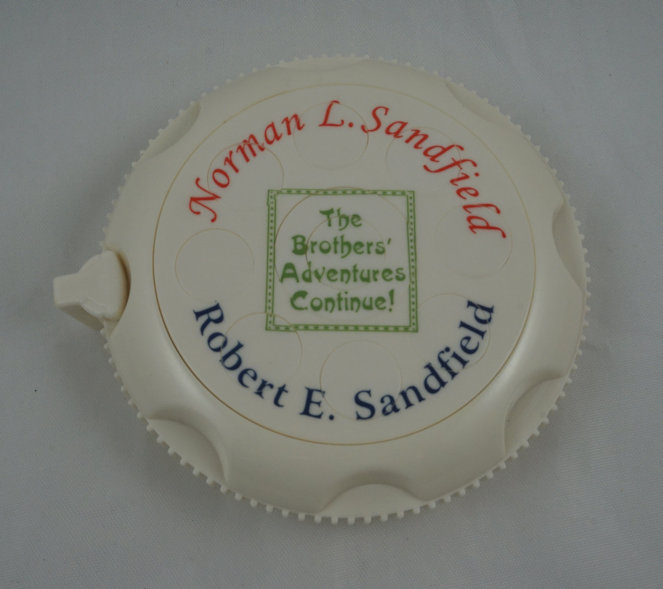 Norman L. Sandfield
The
Brothers'
Adventures
Continue!
Robert E. Sandfield